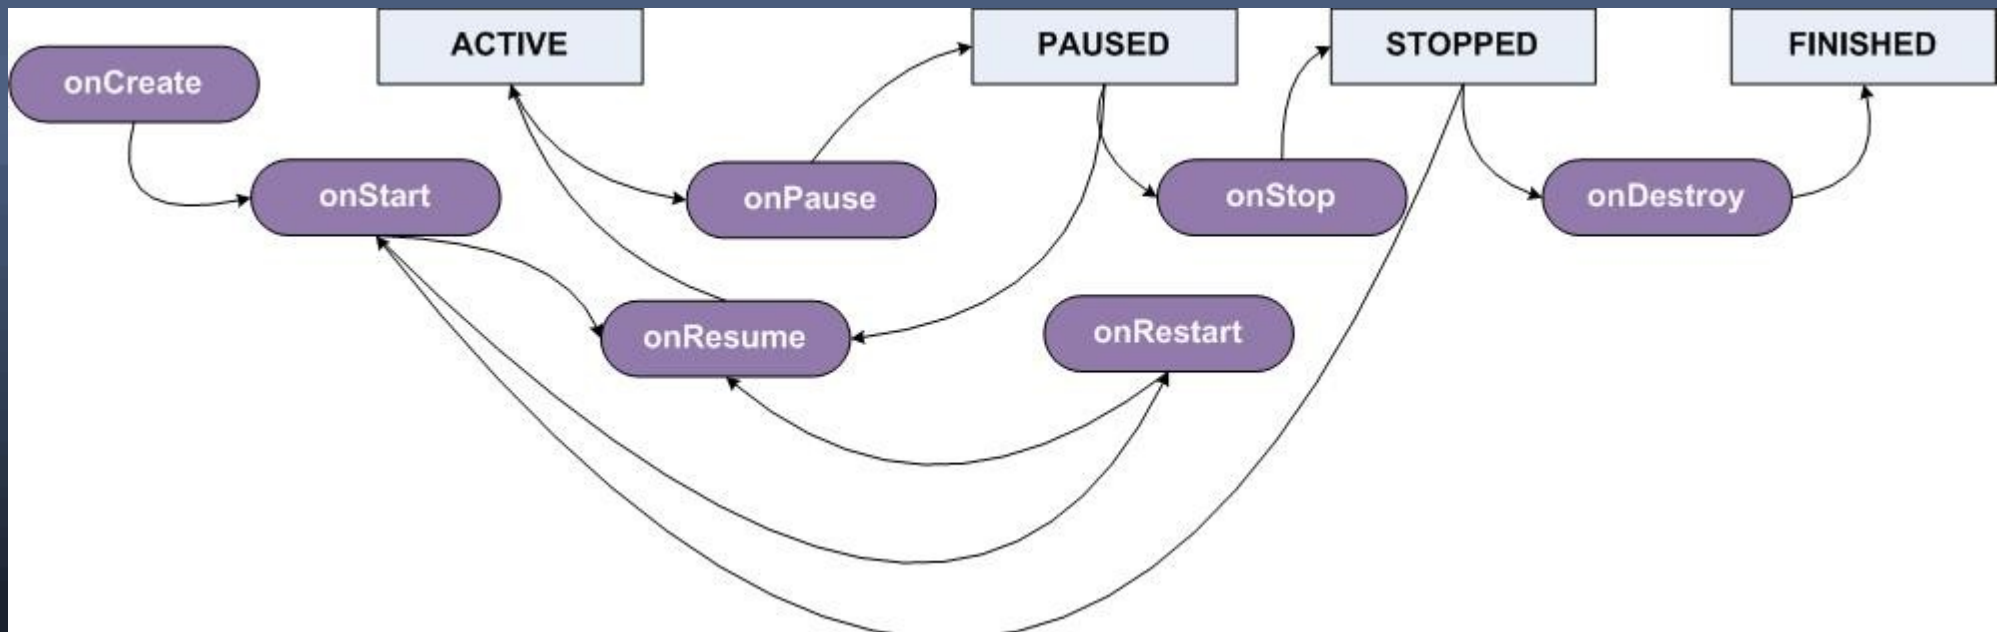 ACTIVE
PAUSED
STOPPED
FINISHED
onCreate
onStart
onPause
onStop
onDestroy
onResume
onRestart